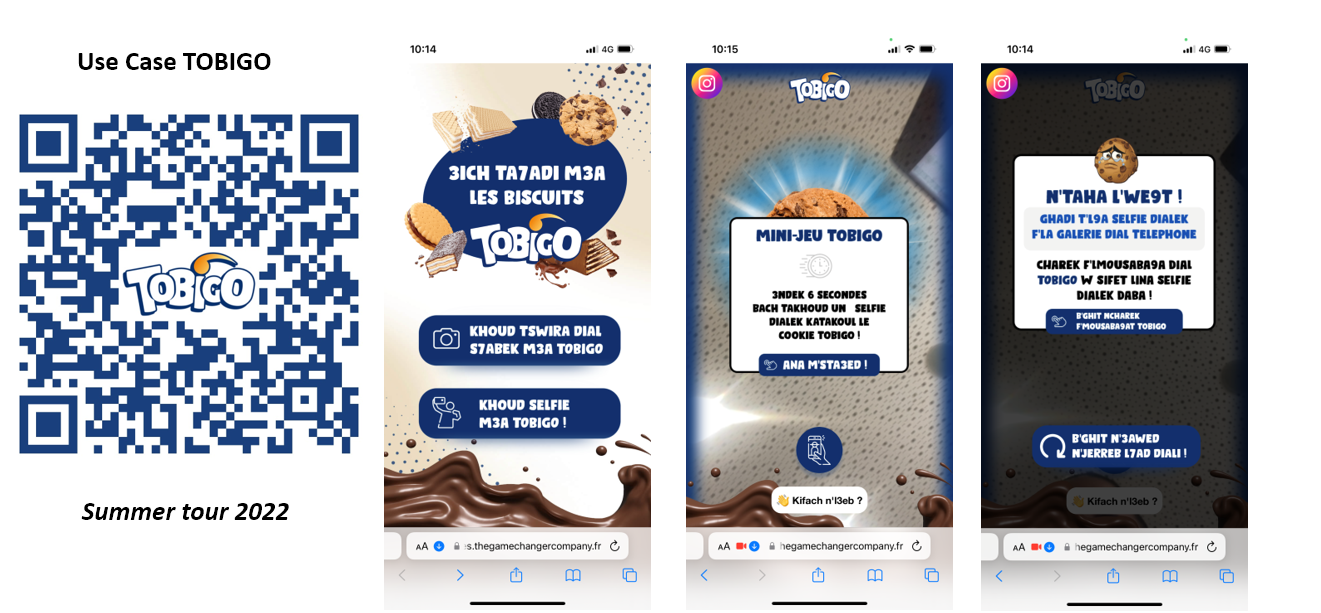 Use Case TOBIGO
TOBIGO
Summer tour 2022
10:14
4G
3ICH TA7ADI M3A
LES BISCUITS
TOBIGO
KHOUD TSWIRA DIAL
S7ABEK M3A TOBIGO
KHOUD SELFIE
M3A TOBIGO !
AA
s.thegamechangercompany.fr
10:15
TOBIGO
MINI-JEU TOBIGO
3NDEK 6 SECONDES
BACH TAKHOUD UN SELFIE
DIALEK KATAKOUL LE
COOKIE TOBIGO !
ANA M'STA3ED !
👋 Kifach n'l3eb ?
AA
hegamechangercompany.fr
10:14
4G
TOBIGO
N'TAHA L'WE9T !
GHADI T'L9A SELFIE DIALEK
F'LA GALERIE DIAL TELEPHONE
CHAREK F'LMOUSABA9A DIAL
TOBIGO W SIFET LINA SELFIE
DIALEK DABA !
B'GHIT NCHAREK
F'MOUSABA9AT TOBIGO
B'GHIT N'3AWED
N'JERREB L7AD DIALI !
Kifach n'l3eb ?
AA
hegamechangercompany.fr